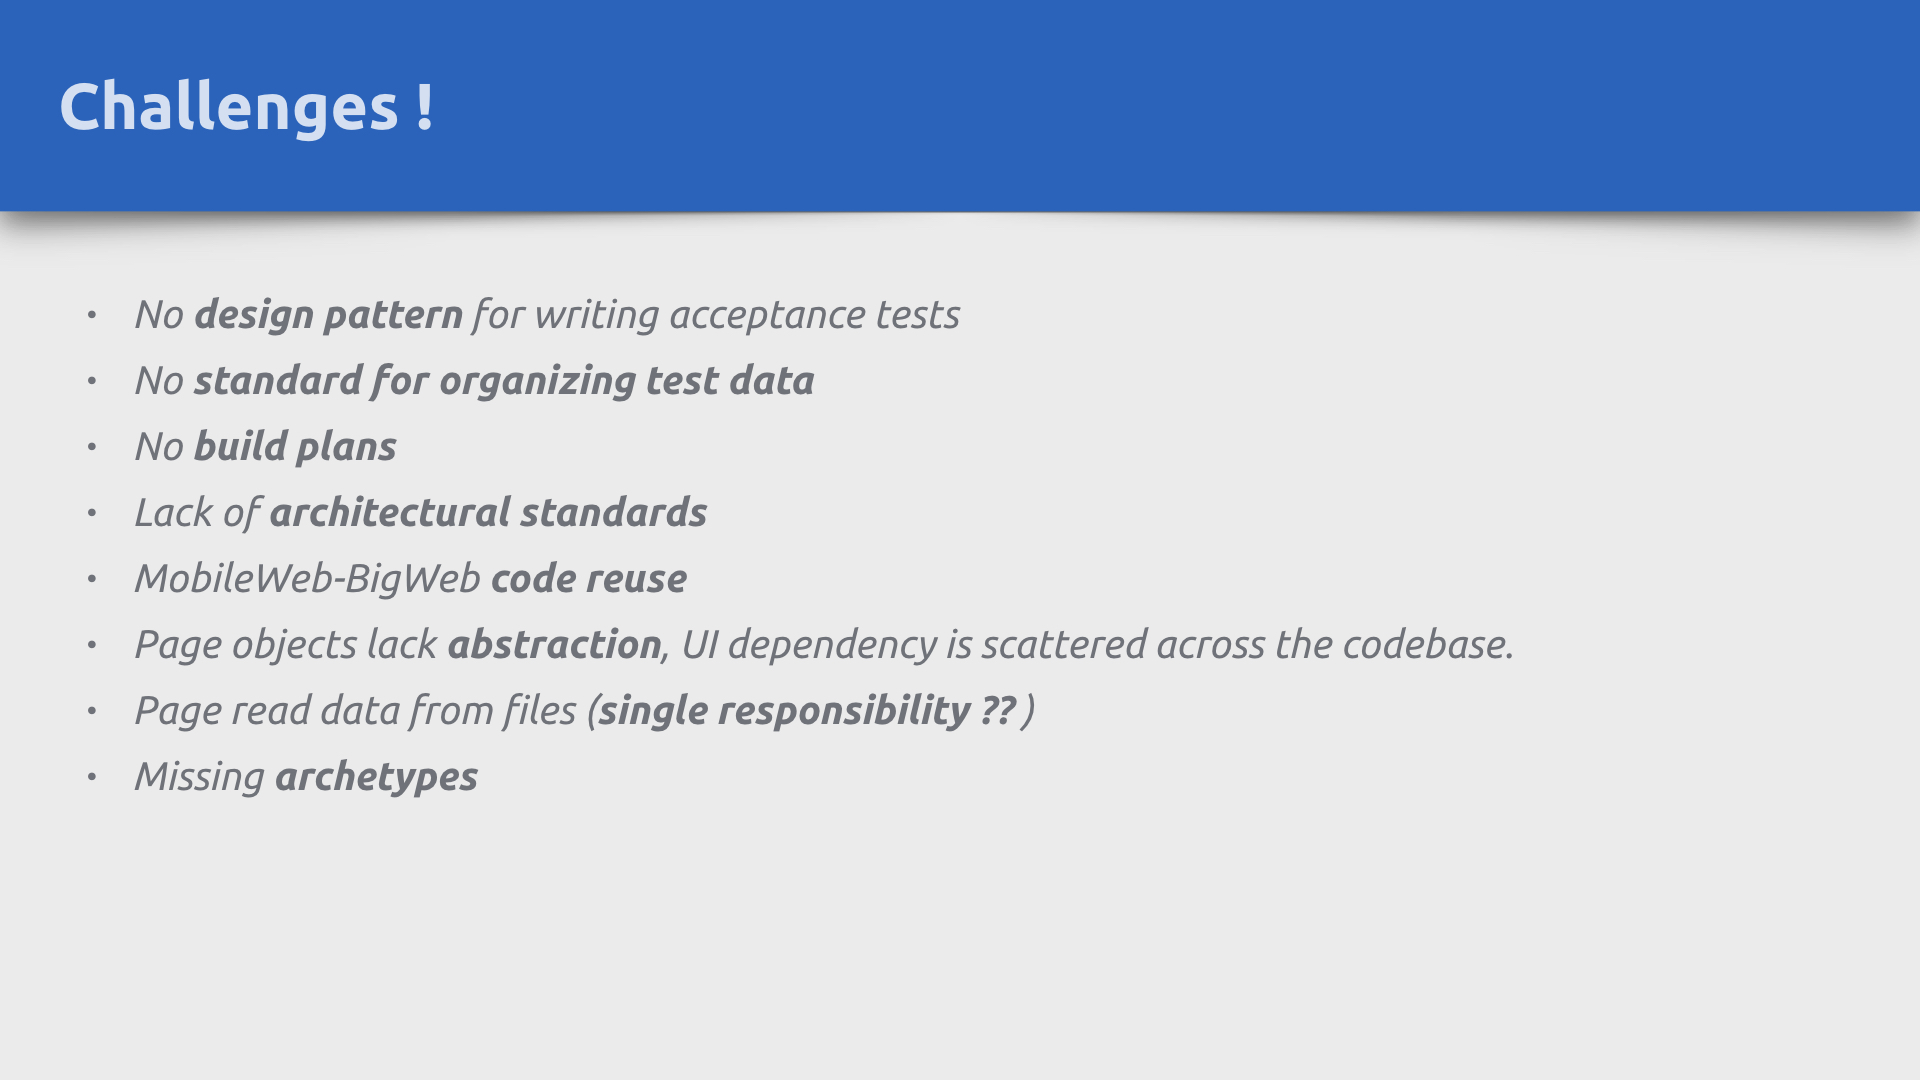 Challenges !
• No design pattern for writing acceptance tests
• No standard for organizing test data
• No build plans
• Lack of architectural standards
• MobileWeb-BigWeb code reuse
• Page objects lack abstraction, UI dependency is scattered across the codebase.
• Page read data from files (single responsibility ?? )
• Missing archetypes